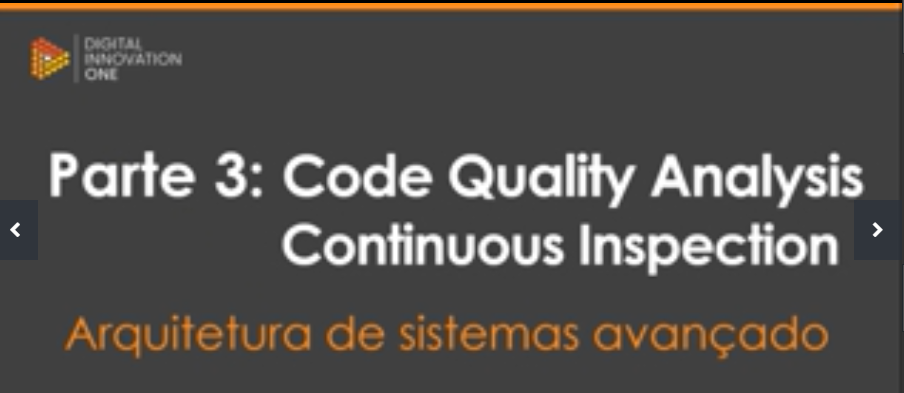 DIGITAL
INNOVATION
ONE
Parte 3: Code Quality Analysis
Continuous Inspection
Arquitetura de sistemas avançado